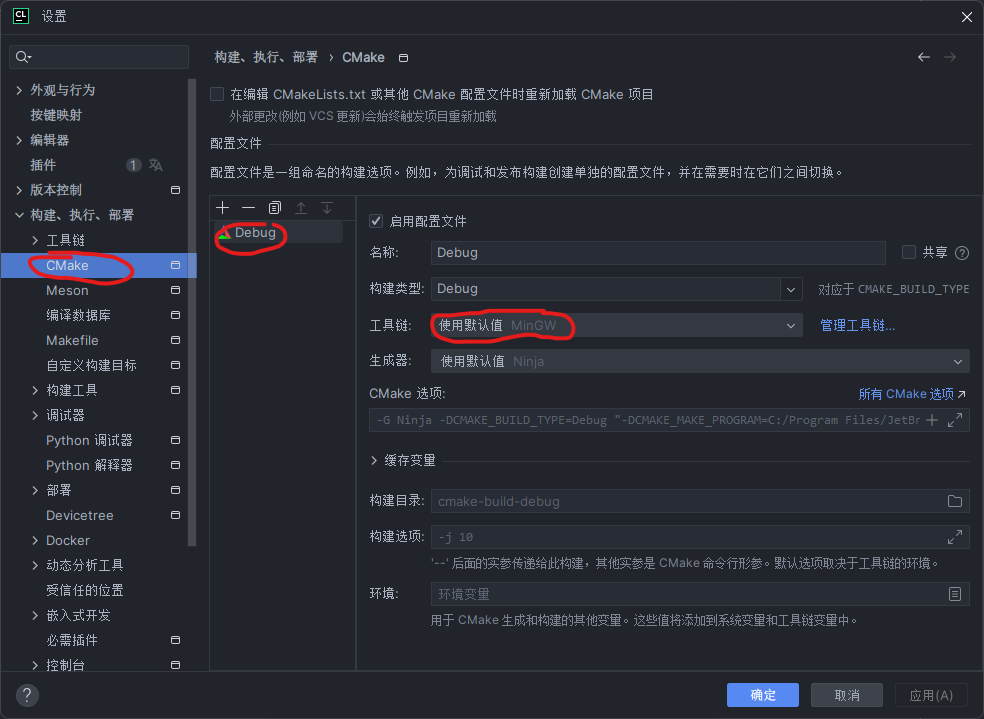 CL 设置
构建、执行、部署 › CMake
外观与行为
按键映射
编辑器
插件 1
版本控制
构建、执行、部署
工具链
CMake
Meson
编译数据库
Makefile
自定义构建目标
构建工具
调试器
Python 调试器
Python 解释器
部署
Devicetree
Docker
动态分析工具
受信任的位置
嵌入式开发
必需插件
控制台
在编辑 CMakeLists.txt 或其他 CMake 配置文件时重新加载 CMake 项目
外部更改(例如 VCS 更新)会始终触发项目重新加载
配置文件
配置文件是一组命名的构建选项。例如，为调试和发布构建创建单独的配置文件，并在需要时在它们之间切换。
Debug
启用配置文件
名称: Debug 共享 ?
构建类型: Debug 对应于 CMAKE_BUILD_TYPE
工具链: 使用默认值 MinGW 管理工具链...
生成器: 使用默认值 Ninja
CMake 选项: 所有 CMake 选项
-G Ninja -DCMAKE_BUILD_TYPE=Debug "-DCMAKE_MAKE_PROGRAM=C:/Program Files/JetBr
缓存变量
构建目录: cmake-build-debug
构建选项: -j 10
'--' 后面的实参传递给此构建，其他实参是 CMake 命令行形参。默认选项取决于工具链的环境。
环境: 环境变量
用于 CMake 生成和构建的其他变量。这些值将添加到系统变量和工具链变量中。
? 确定 取消 应用(A)